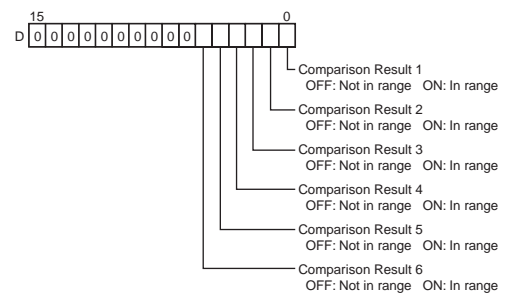 15 0
D 0 0 0 0 0 0 0 0 0 0
Comparison Result 1
OFF: Not in range ON: In range
Comparison Result 2
OFF: Not in range ON: In range
Comparison Result 3
OFF: Not in range ON: In range
Comparison Result 4
OFF: Not in range ON: In range
Comparison Result 5
OFF: Not in range ON: In range
Comparison Result 6
OFF: Not in range ON: In range